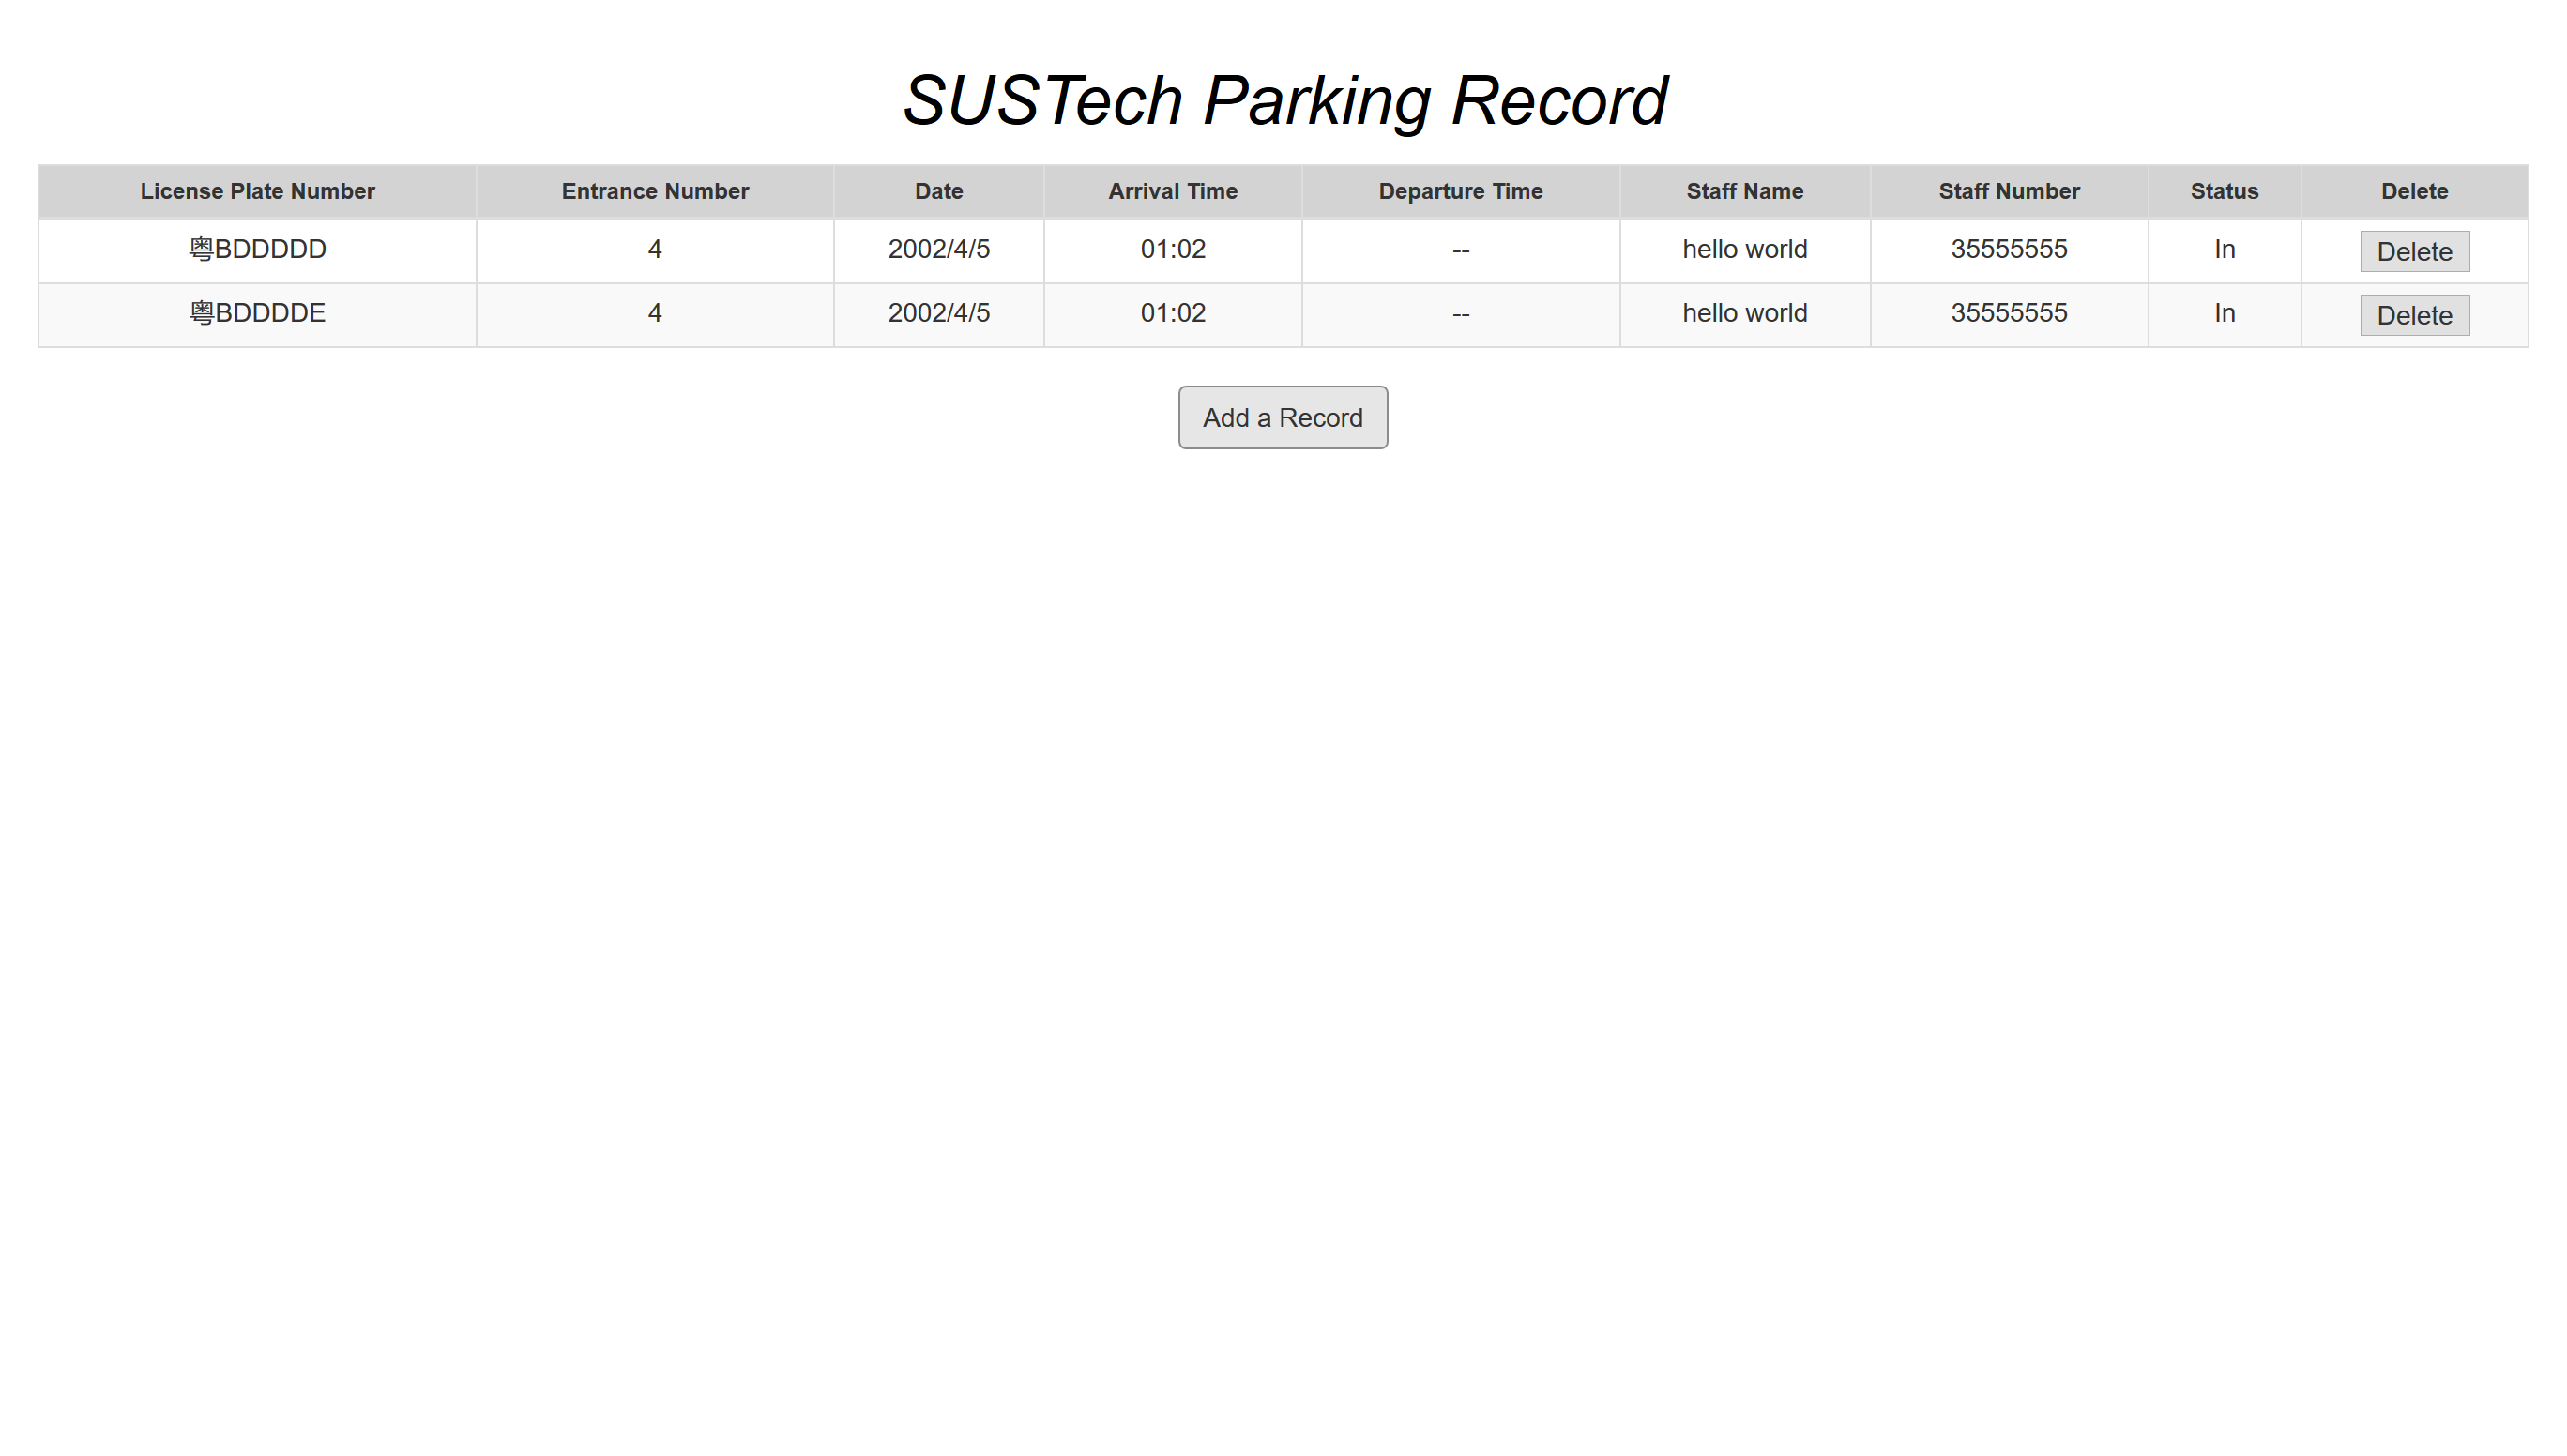 SUSTech Parking Record
License Plate Number Entrance Number Date Arrival Time Departure Time Staff Name Staff Number Status Delete
粤BDDDDD 4 2002/4/5 01:02 -- hello world 35555555 In Delete
粤BDDDDE 4 2002/4/5 01:02 -- hello world 35555555 In Delete
Add a Record